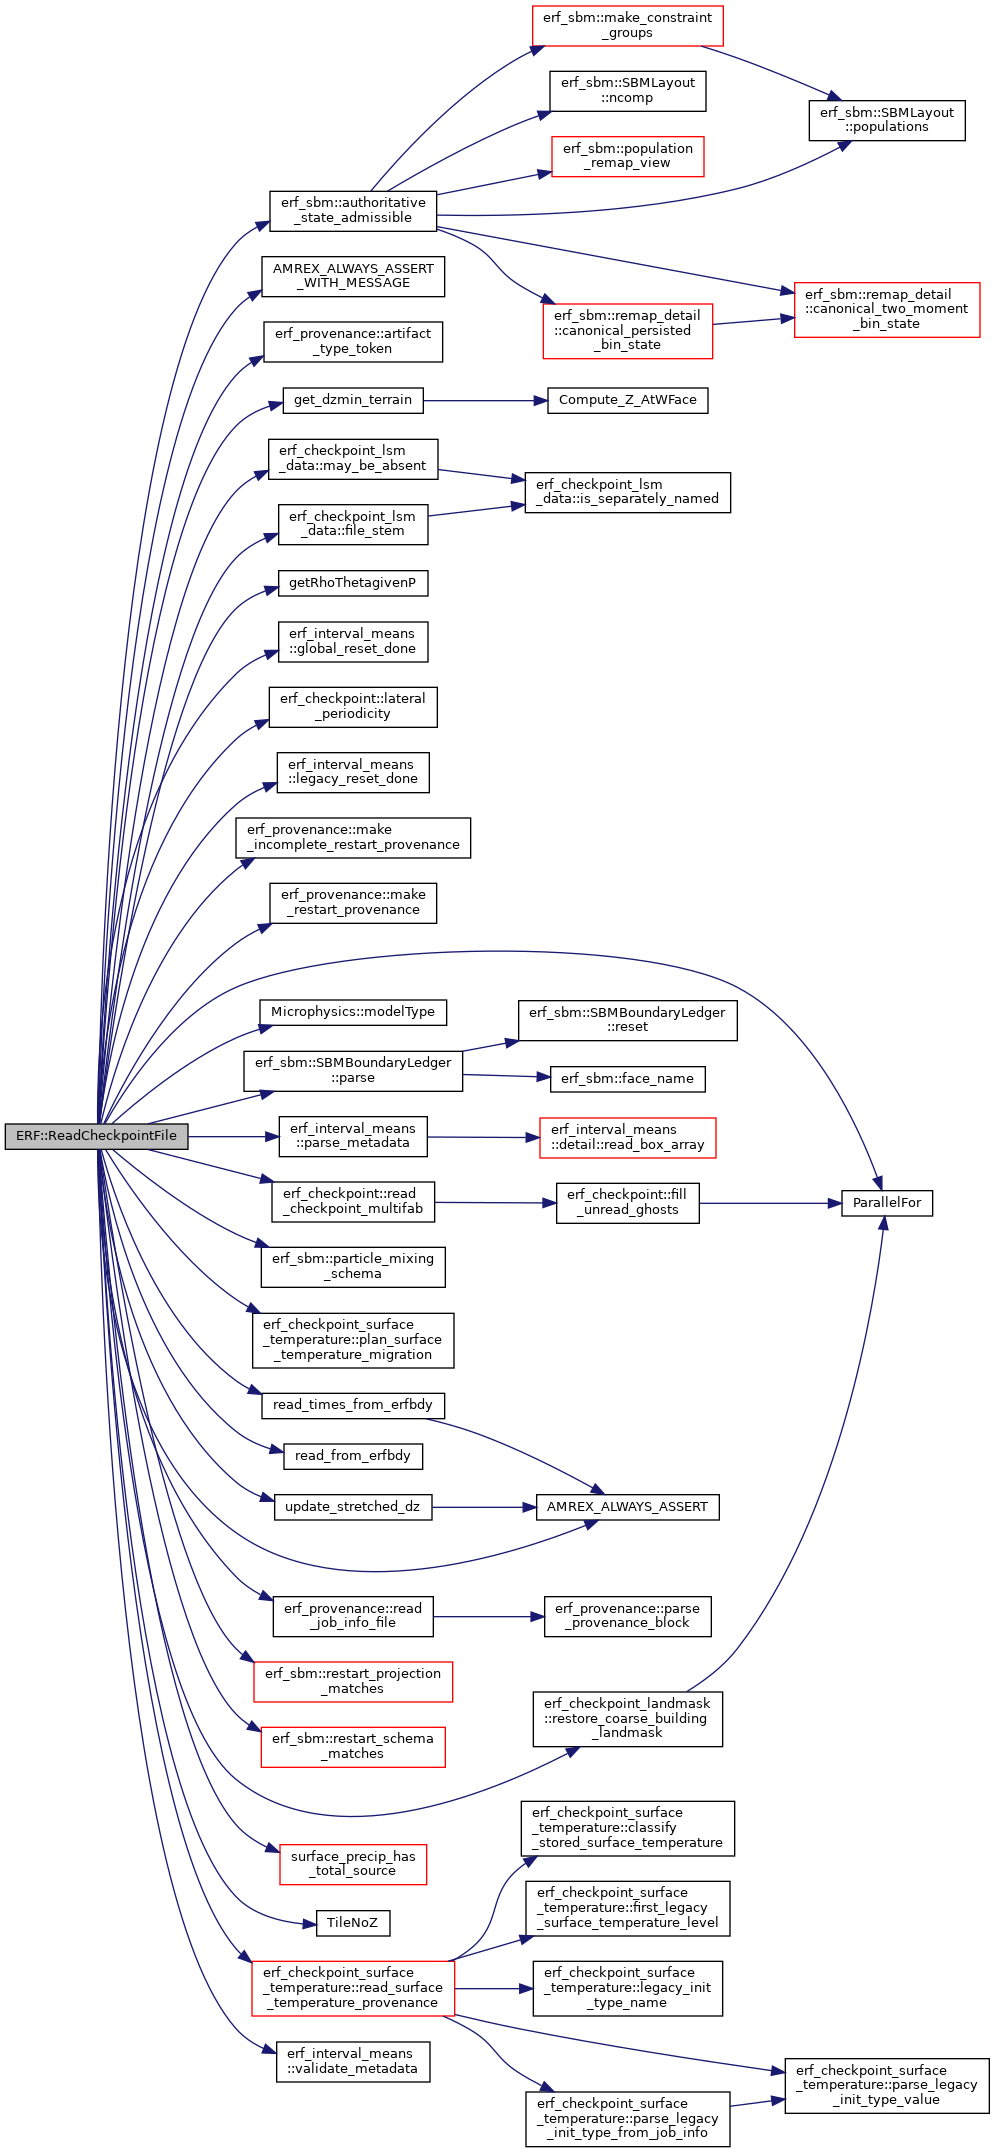 erf_sbm::make_constraint
_groups
erf_sbm::SBMLayout
::ncomp
erf_sbm::SBMLayout
::populations
erf_sbm::population
_remap_view
erf_sbm::authoritative
_state_admissible
AMREX_ALWAYS_ASSERT
_WITH_MESSAGE
erf_sbm::remap_detail
::canonical_two_moment
_bin_state
erf_sbm::remap_detail
::canonical_persisted
_bin_state
erf_provenance::artifact
_type_token
get_dzmin_terrain
Compute_Z_AtWFace
erf_checkpoint_lsm
_data::may_be_absent
erf_checkpoint_lsm
_data::is_separately_named
erf_checkpoint_lsm
_data::file_stem
getRhoThetagivenP
erf_interval_means
::global_reset_done
erf_checkpoint::lateral
_periodicity
erf_interval_means
::legacy_reset_done
erf_provenance::make
_incomplete_restart_provenance
erf_provenance::make
_restart_provenance
Microphysics::modelType
erf_sbm::SBMBoundaryLedger
::reset
erf_sbm::SBMBoundaryLedger
::parse
erf_sbm::face_name
ERF::ReadCheckpointFile
erf_interval_means
::parse_metadata
erf_interval_means
::detail::read_box_array
erf_checkpoint::read
_checkpoint_multifab
erf_checkpoint::fill
_unread_ghosts
ParallelFor
erf_sbm::particle_mixing
_schema
erf_checkpoint_surface
_temperature::plan_surface
_temperature_migration
read_times_from_erfbdy
read_from_erfbdy
update_stretched_dz
AMREX_ALWAYS_ASSERT
erf_provenance::read
_job_info_file
erf_provenance::parse
_provenance_block
erf_sbm::restart_projection
_matches
erf_checkpoint_landmask
::restore_coarse_building
_landmask
erf_sbm::restart_schema
_matches
erf_checkpoint_surface
_temperature::classify
_stored_surface_temperature
surface_precip_has
_total_source
erf_checkpoint_surface
_temperature::first_legacy
_surface_temperature_level
TileNoZ
erf_checkpoint_surface
_temperature::read_surface
_temperature_provenance
erf_checkpoint_surface
_temperature::legacy_init
_type_name
erf_interval_means
::validate_metadata
erf_checkpoint_surface
_temperature::parse_legacy
_init_type_value
erf_checkpoint_surface
_temperature::parse_legacy
_init_type_from_job_info